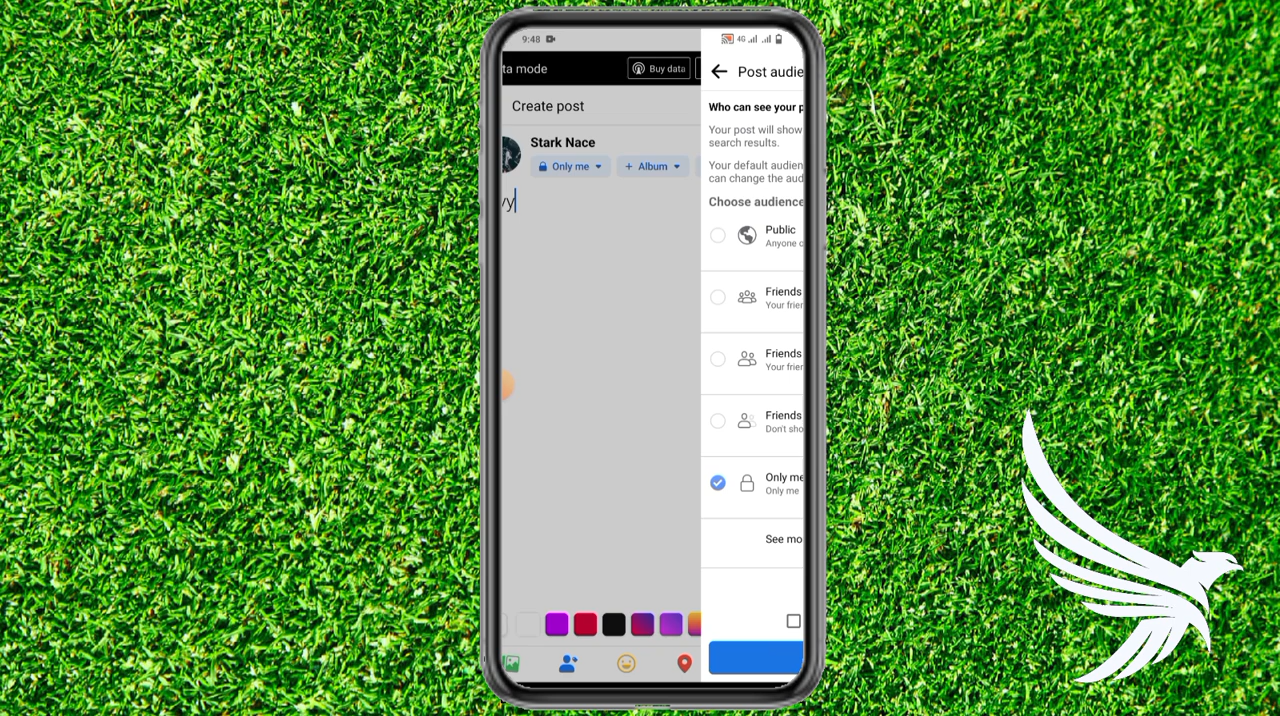 9:48
4G
ta mode
Buy data
Create post
Stark Nace
Only me
+ Album
vy
Post audie
Who can see your p
Your post will show
search results.
Your default audien
can change the aud
Choose audience
Public
Anyone o
Friends
Your frien
Friends
Your frien
Friends
Don't sho
Only me
Only me
See mo